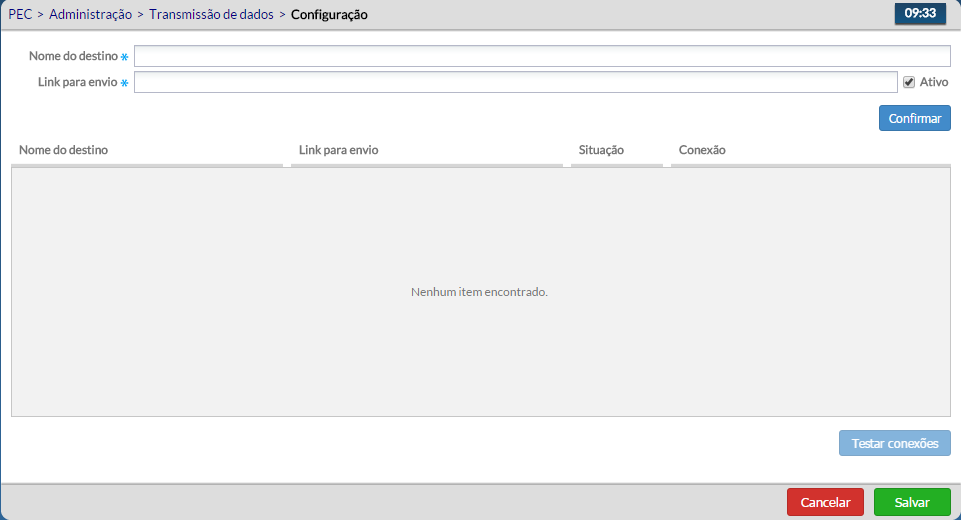 PEC > Administração > Transmissão de dados > Configuração 09:33
Nome do destino *
Link para envio * Ativo
Confirmar
Nome do destino Link para envio Situação Conexão
Nenhum item encontrado.
Testar conexões
Cancelar Salvar